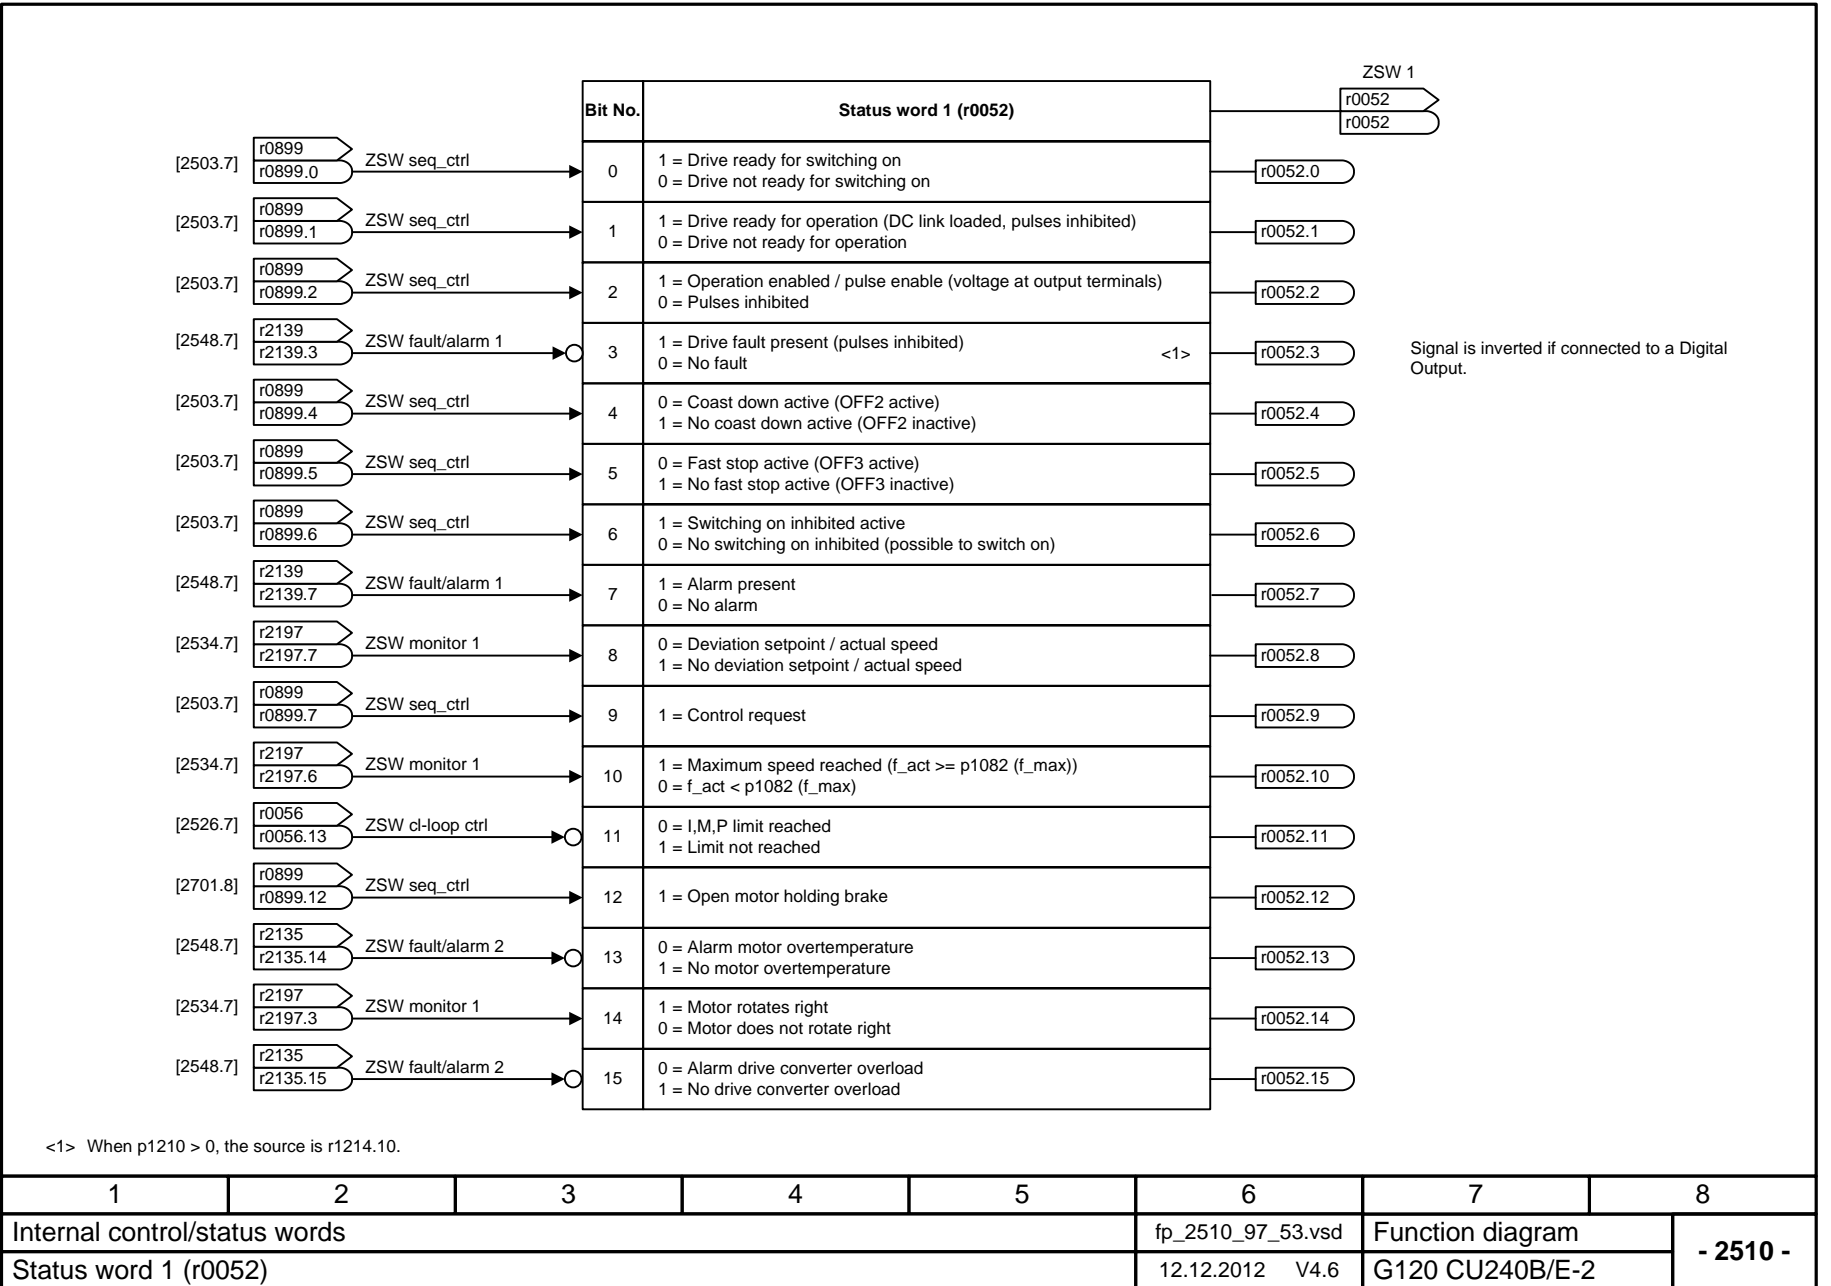 ZSW 1
r0052
r0052
Bit No. Status word 1 (r0052)
[2503.7] r0899 ZSW seq_ctrl
r0899.0
0
1 = Drive ready for switching on
0 = Drive not ready for switching on
r0052.0
[2503.7] r0899 ZSW seq_ctrl
r0899.1
1
1 = Drive ready for operation (DC link loaded, pulses inhibited)
0 = Drive not ready for operation
r0052.1
[2503.7] r0899 ZSW seq_ctrl
r0899.2
2
1 = Operation enabled / pulse enable (voltage at output terminals)
0 = Pulses inhibited
r0052.2
[2548.7] r2139 ZSW fault/alarm 1
r2139.3
3
1 = Drive fault present (pulses inhibited)
0 = No fault
<1>
r0052.3
Signal is inverted if connected to a Digital
Output.
[2503.7] r0899 ZSW seq_ctrl
r0899.4
4
0 = Coast down active (OFF2 active)
1 = No coast down active (OFF2 inactive)
r0052.4
[2503.7] r0899 ZSW seq_ctrl
r0899.5
5
0 = Fast stop active (OFF3 active)
1 = No fast stop active (OFF3 inactive)
r0052.5
[2503.7] r0899 ZSW seq_ctrl
r0899.6
6
1 = Switching on inhibited active
0 = No switching on inhibited (possible to switch on)
r0052.6
[2548.7] r2139 ZSW fault/alarm 1
r2139.7
7
1 = Alarm present
0 = No alarm
r0052.7
[2534.7] r2197 ZSW monitor 1
r2197.7
8
0 = Deviation setpoint / actual speed
1 = No deviation setpoint / actual speed
r0052.8
[2503.7] r0899 ZSW seq_ctrl
r0899.7
9
1 = Control request
r0052.9
[2534.7] r2197 ZSW monitor 1
r2197.6
10
1 = Maximum speed reached (f_act >= p1082 (f_max))
0 = f_act < p1082 (f_max)
r0052.10
[2526.7] r0056 ZSW cl-loop ctrl
r0056.13
11
0 = I,M,P limit reached
1 = Limit not reached
r0052.11
[2701.8] r0899 ZSW seq_ctrl
r0899.12
12
1 = Open motor holding brake
r0052.12
[2548.7] r2135 ZSW fault/alarm 2
r2135.14
13
0 = Alarm motor overtemperature
1 = No motor overtemperature
r0052.13
[2534.7] r2197 ZSW monitor 1
r2197.3
14
1 = Motor rotates right
0 = Motor does not rotate right
r0052.14
[2548.7] r2135 ZSW fault/alarm 2
r2135.15
15
0 = Alarm drive converter overload
1 = No drive converter overload
r0052.15
<1> When p1210 > 0, the source is r1214.10.
1 2 3 4 5 6 7 8
Internal control/status words fp_2510_97_53.vsd Function diagram
- 2510 -
Status word 1 (r0052) 12.12.2012 V4.6 G120 CU240B/E-2